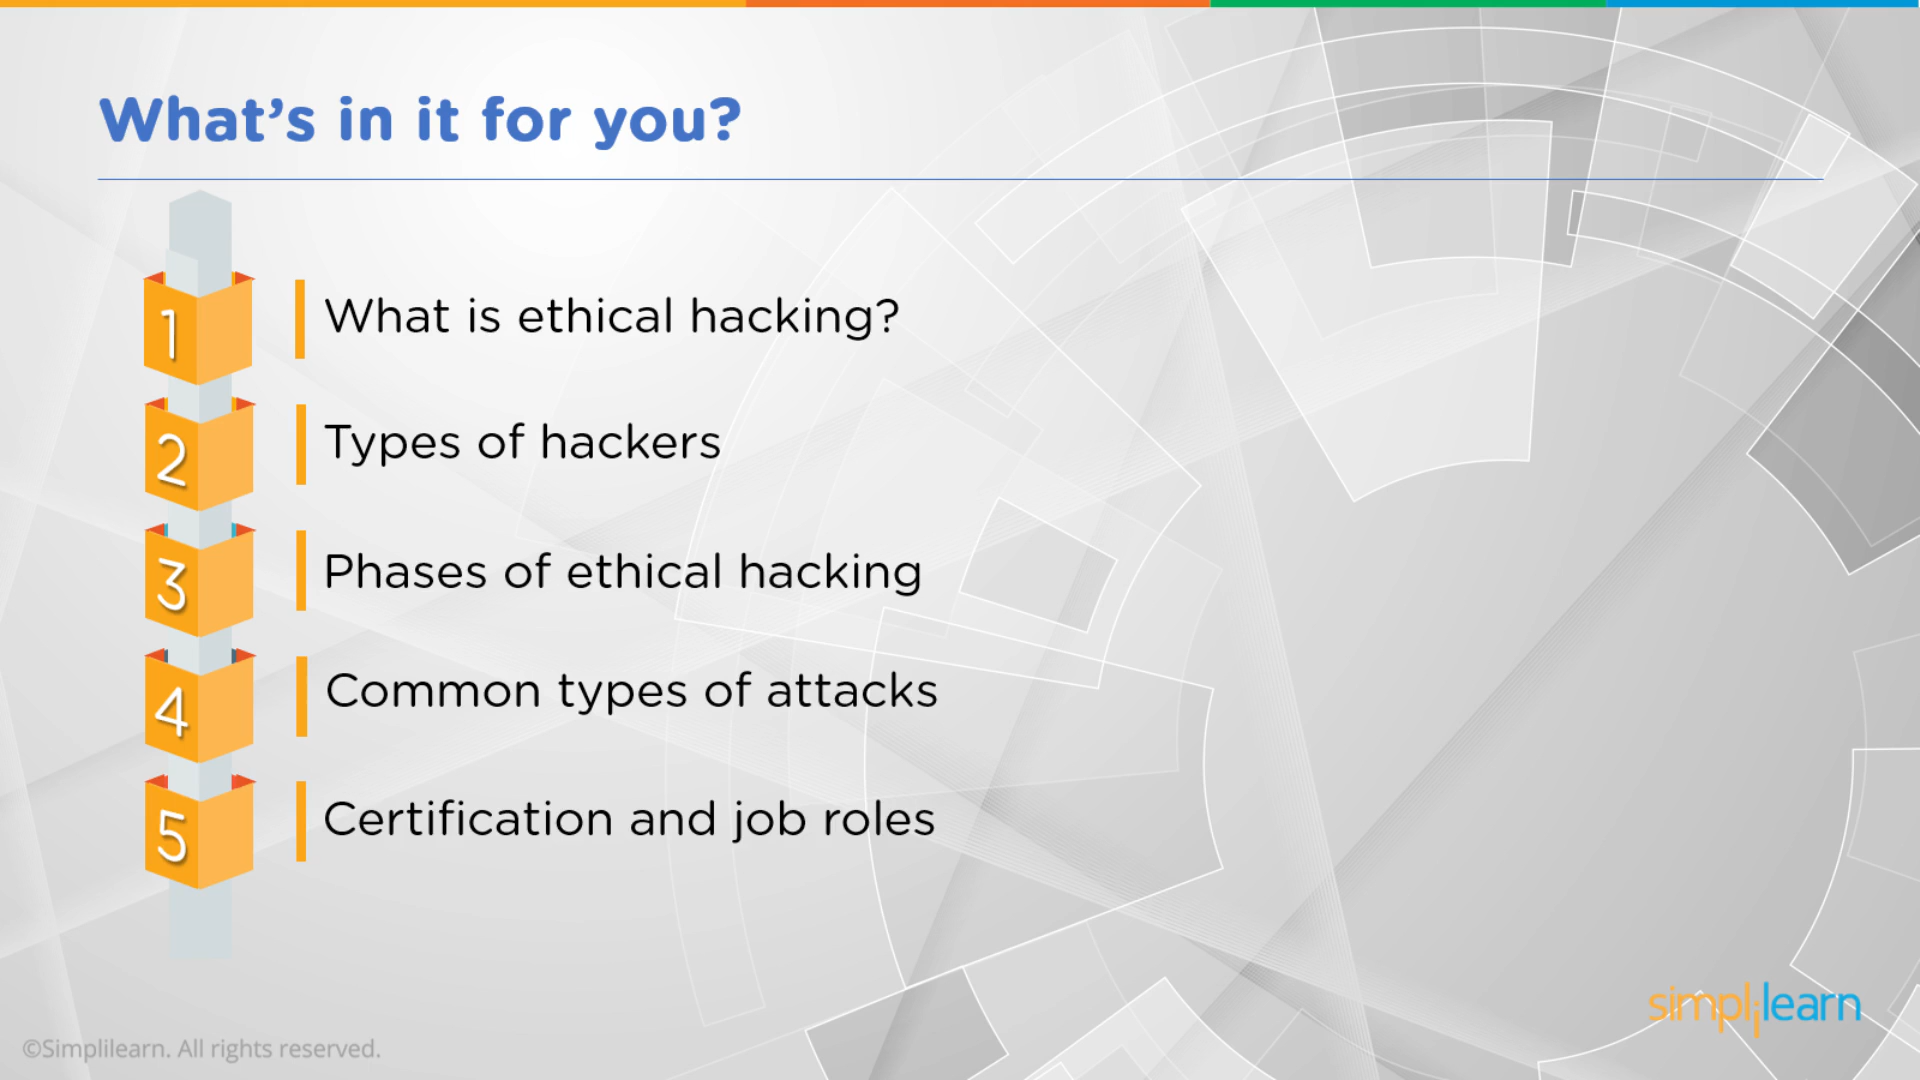 What's in it for you?
1
What is ethical hacking?
2
Types of hackers
3
Phases of ethical hacking
4
Common types of attacks
5
Certification and job roles
simplilearn
©Simplilearn. All rights reserved.